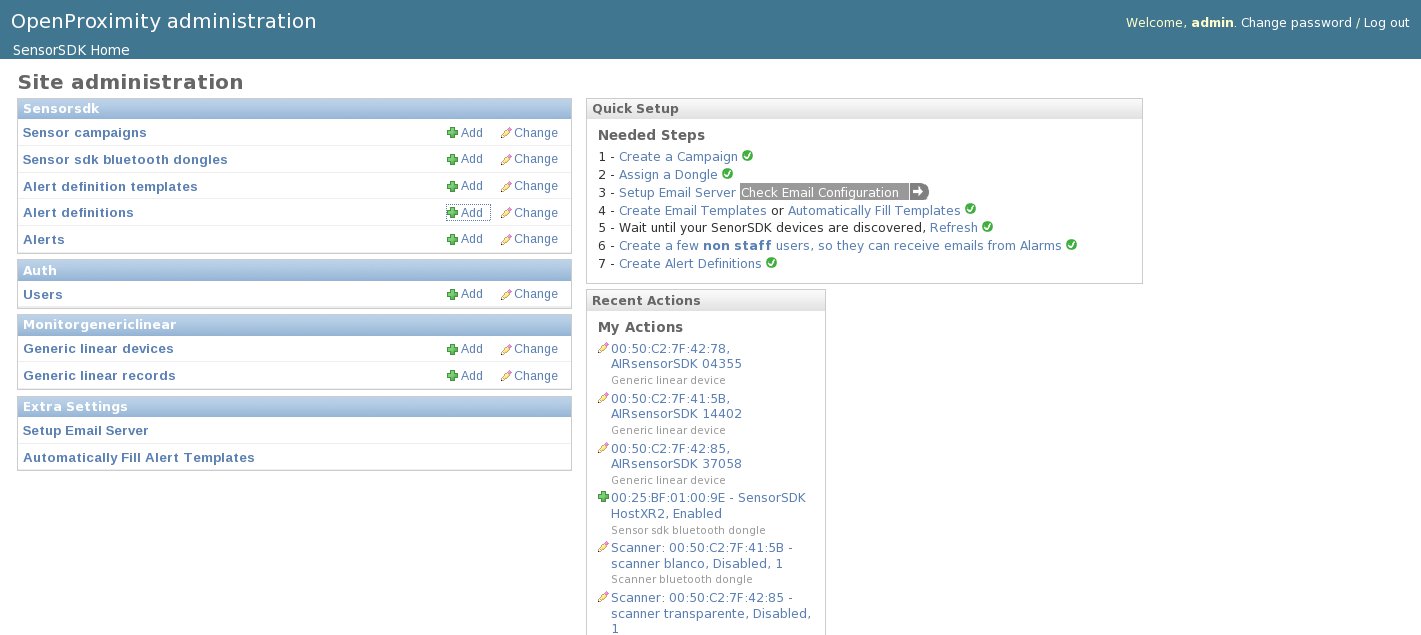 OpenProximity administration
Welcome, admin. Change password / Log out
SensorSDK Home
Site administration
Sensorsdk
Sensor campaigns Add Change
Sensor sdk bluetooth dongles Add Change
Alert definition templates Add Change
Alert definitions Add Change
Alerts Add Change
Auth
Users Add Change
Monitorgenericlinear
Generic linear devices Add Change
Generic linear records Add Change
Extra Settings
Setup Email Server
Automatically Fill Alert Templates
Quick Setup
Needed Steps
1 - Create a Campaign
2 - Assign a Dongle
3 - Setup Email Server Check Email Configuration
4 - Create Email Templates or Automatically Fill Templates
5 - Wait until your SenorSDK devices are discovered, Refresh
6 - Create a few non staff users, so they can receive emails from Alarms
7 - Create Alert Definitions
Recent Actions
My Actions
00:50:C2:7F:42:78,
AIRsensorSDK 04355
Generic linear device
00:50:C2:7F:41:5B,
AIRsensorSDK 14402
Generic linear device
00:50:C2:7F:42:85,
AIRsensorSDK 37058
Generic linear device
00:25:BF:01:00:9E - SensorSDK
HostXR2, Enabled
Sensor sdk bluetooth dongle
Scanner: 00:50:C2:7F:41:5B -
scanner blanco, Disabled, 1
Scanner bluetooth dongle
Scanner: 00:50:C2:7F:42:85 -
scanner transparente, Disabled,
1